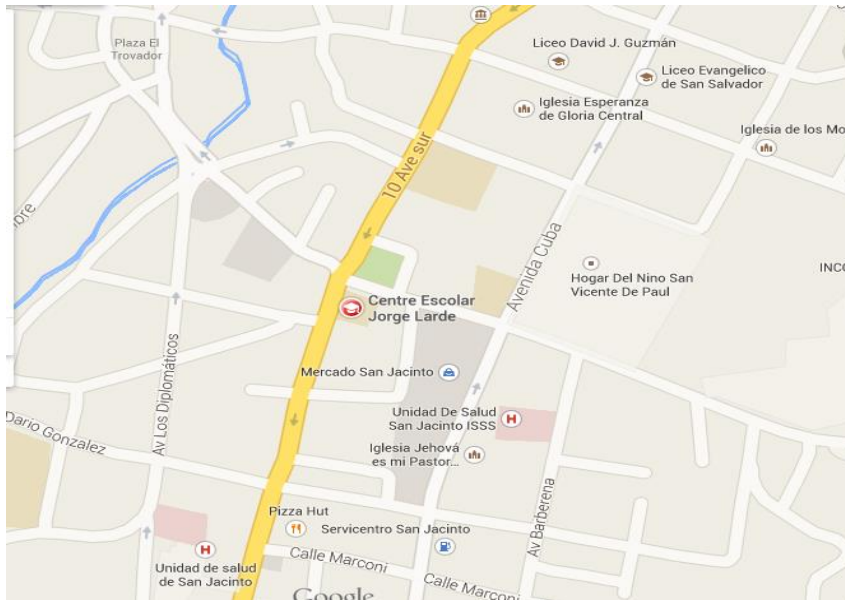 Plaza El
Trovador
Liceo David J. Guzmán
Liceo Evangelico
de San Salvador
Iglesia Esperanza
de Gloria Central
Iglesia de los Mo
10 Ave sur
bre
Avenida Cuba
Hogar Del Nino San
Vicente De Paul
INCO
Centre Escolar
Jorge Larde
Av Los Diplomáticos
Mercado San Jacinto
Unidad De Salud
San Jacinto ISSS
Dario Gonzalez
Iglesia Jehová
es mi Pastor...
Av Barberena
Pizza Hut
Servicentro San Jacinto
Calle Marconi
Unidad de salud
de San Jacinto
Calle Marconi
Google